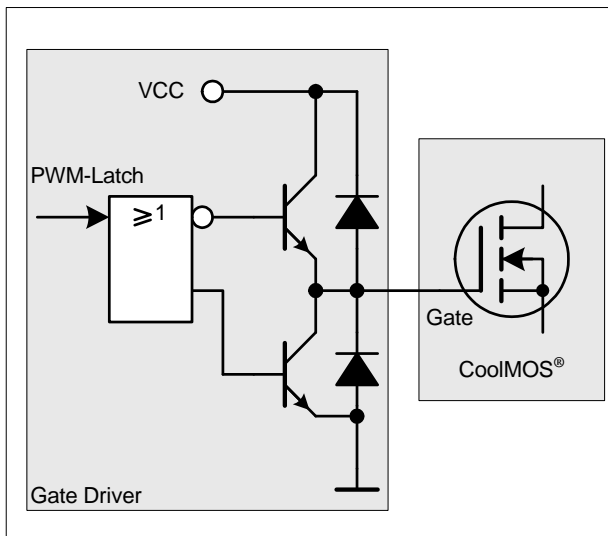 VCC
PWM-Latch
≥1
Gate
CoolMOS®
Gate Driver